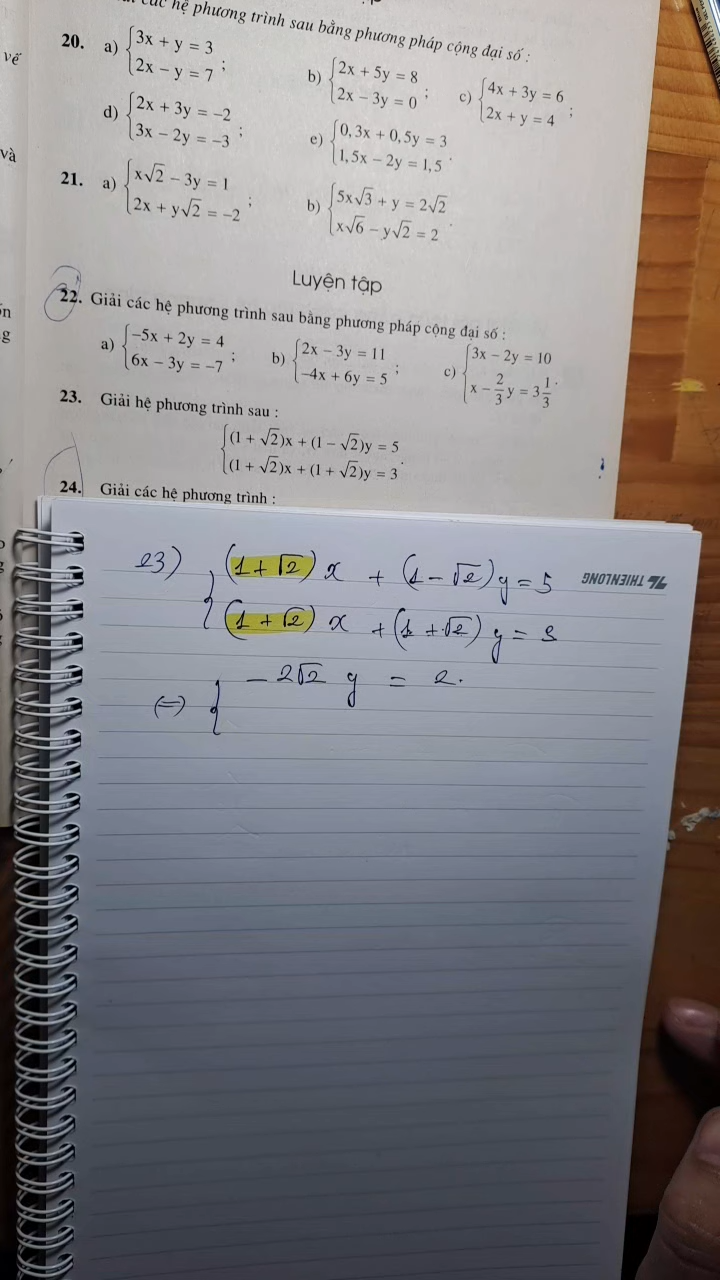 các hệ phương trình sau bằng phương pháp cộng đại số :
vế
20. a) {3x + y = 3
2x − y = 7 ;
b) {2x + 5y = 8
2x − 3y = 0 ;
c) {4x + 3y = 6
2x + y = 4 ;
và
d) {2x + 3y = −2
3x − 2y = −3 ;
e) {0,3x + 0,5y = 3
1,5x − 2y = 1,5 .
21. a) {x√2 − 3y = 1
2x + y√2 = −2 ;
b) {5x√3 + y = 2√2
x√6 − y√2 = 2 .
Luyện tập
22. Giải các hệ phương trình sau bằng phương pháp cộng đại số :
a) {−5x + 2y = 4
6x − 3y = −7 ;
b) {2x − 3y = 11
−4x + 6y = 5 ;
c) {3x − 2y = 10
x − 2/3 y = 3 1/3 .
23. Giải hệ phương trình sau :
{(1 + √2)x + (1 − √2)y = 5
(1 + √2)x + (1 + √2)y = 3 .
24. Giải các hệ phương trình :
THIENLONG
23) {(1 + √2) x + (1 − √2) y = 5
(1 + √2) x + (1 + √2) y = 3
(=) { − 2√2 y = 2.